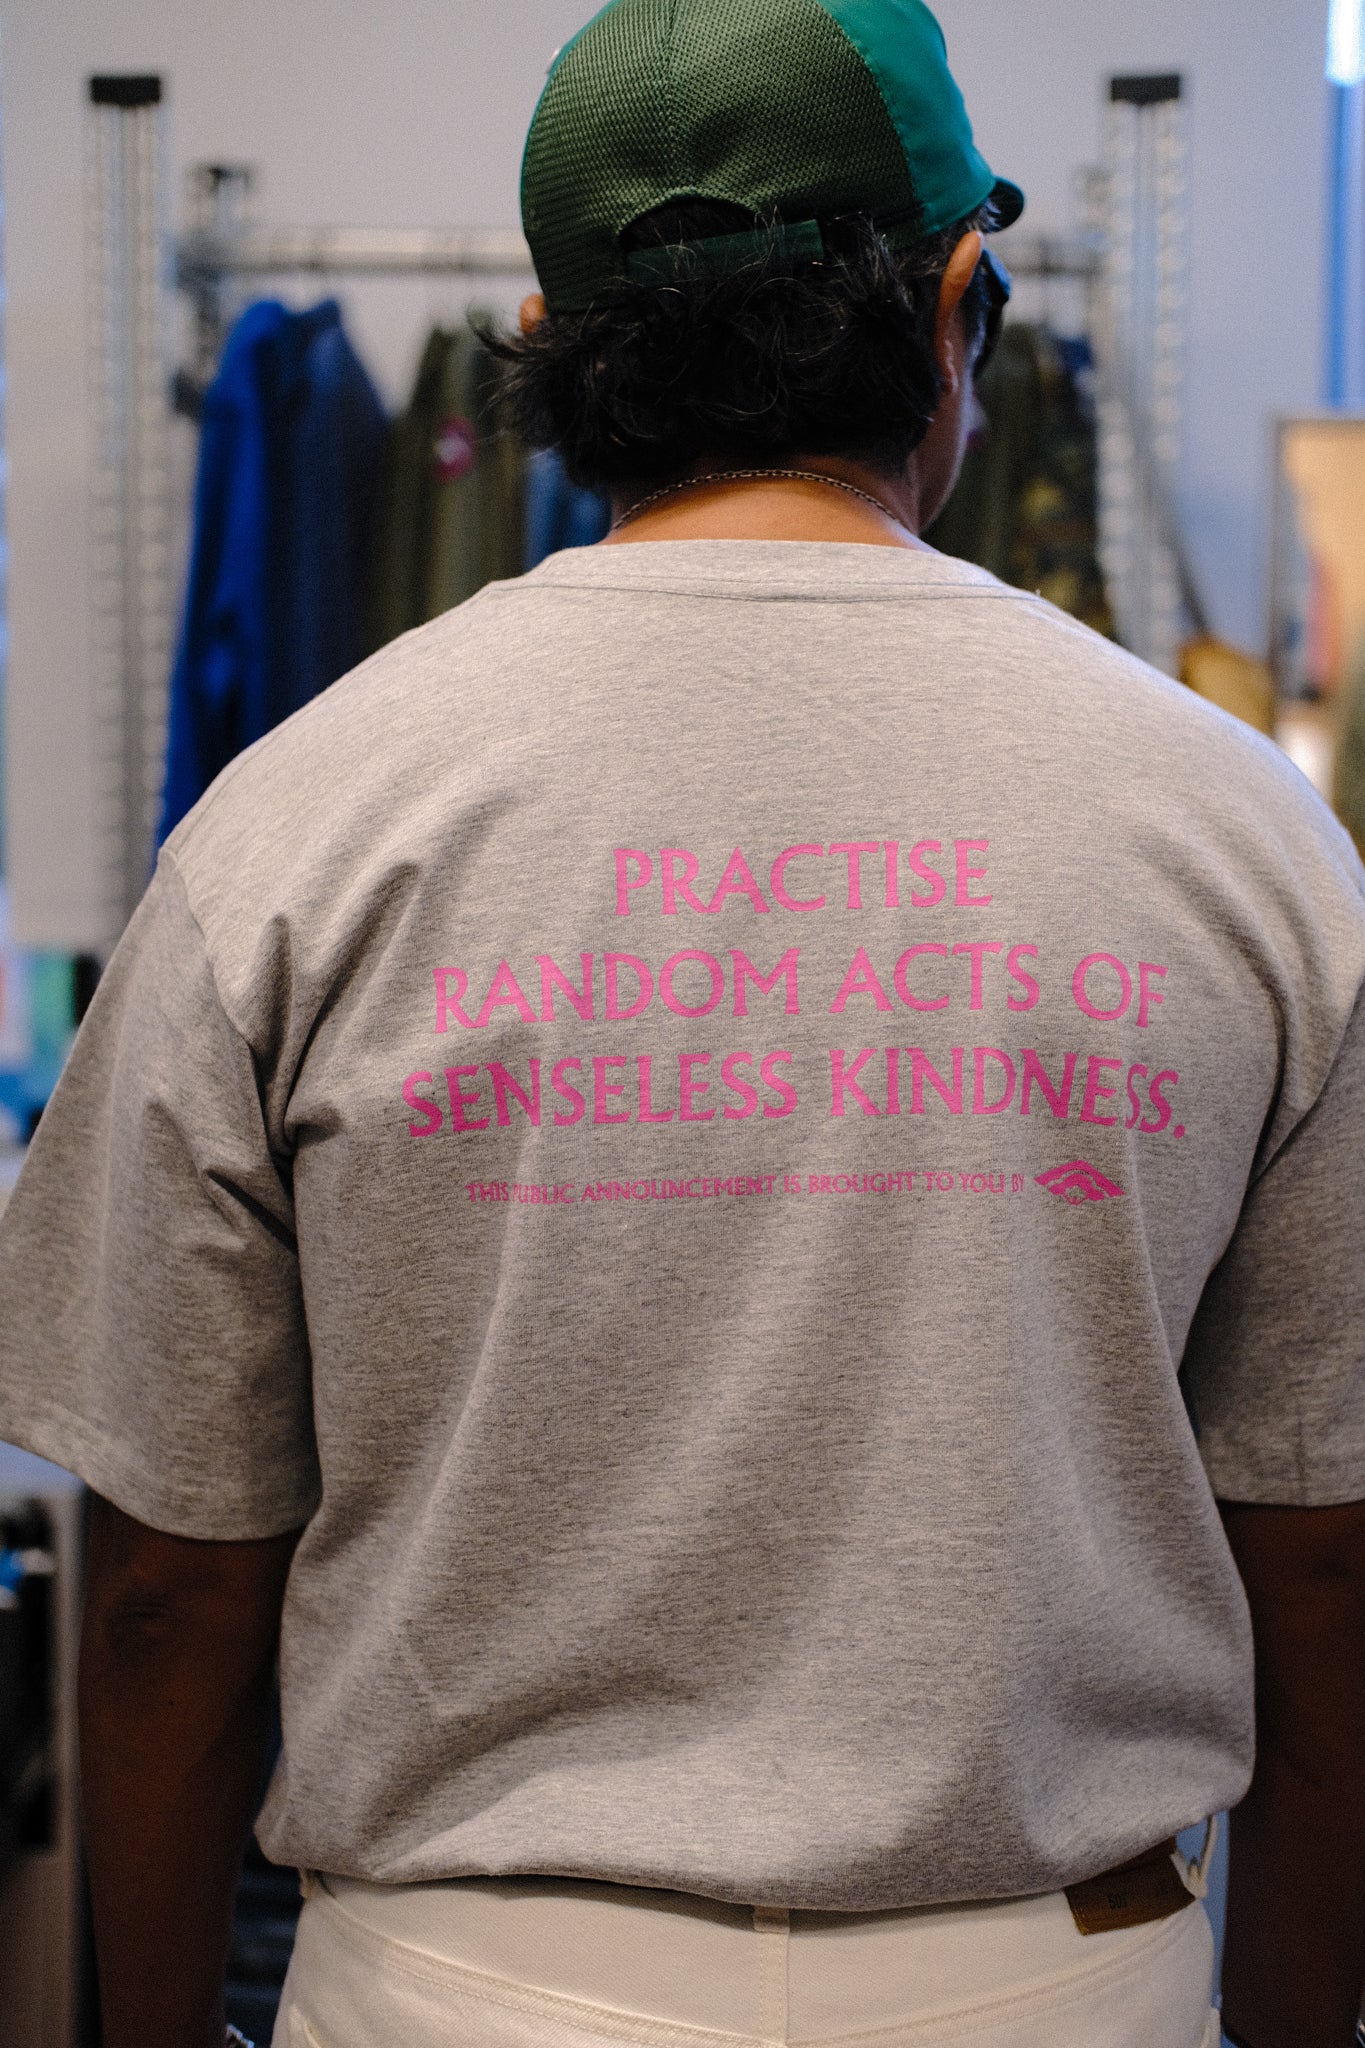 PRACTISE
RANDOM ACTS OF
SENSELESS KINDNESS.
THIS PUBLIC ANNOUNCEMENT IS BROUGHT TO YOU BY